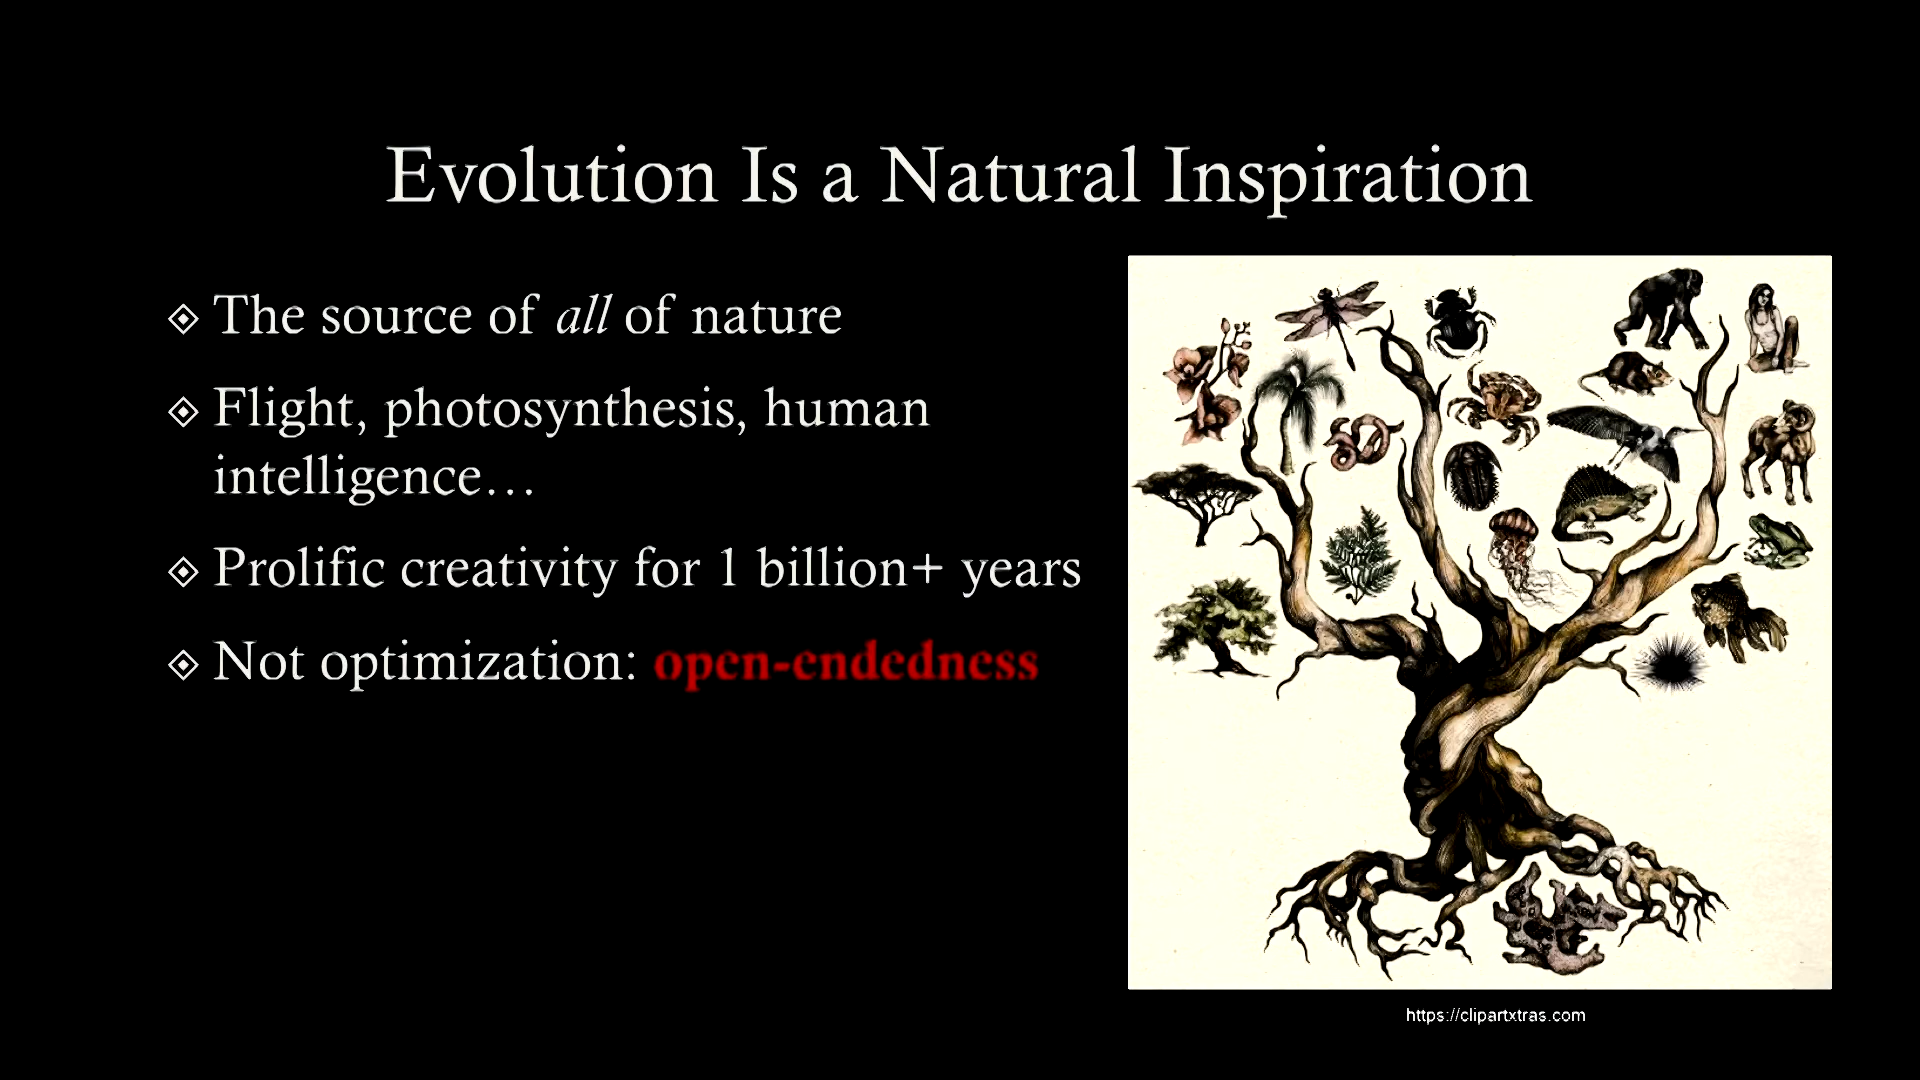 Evolution Is a Natural Inspiration
The source of all of nature
Flight, photosynthesis, human
intelligence…
Prolific creativity for 1 billion+ years
Not optimization: open-endedness
https://clipartxtras.com